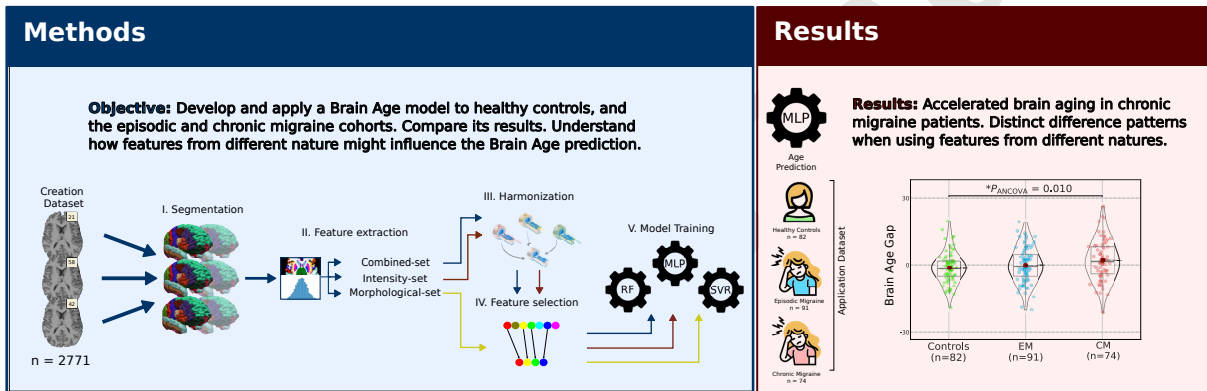 Methods
Objective: Develop and apply a Brain Age model to healthy controls, and
the episodic and chronic migraine cohorts. Compare its results. Understand
how features from different nature might influence the Brain Age prediction.
Creation
Dataset
21
58
42
n = 2771
I. Segmentation
II. Feature extraction
Combined-set
Intensity-set
Morphological-set
III. Harmonization
IV. Feature selection
V. Model Training
RF
MLP
SVR
Results
MLP
Age
Prediction
Results: Accelerated brain aging in chronic
migraine patients. Distinct difference patterns
when using features from different natures.
Healthy Controls
n = 82
Episodic Migraine
n = 91
Chronic Migraine
n = 74
Application Dataset
*PANCOVA = 0.010
Brain Age Gap
30
0
-30
Controls
(n=82)
EM
(n=91)
CM
(n=74)